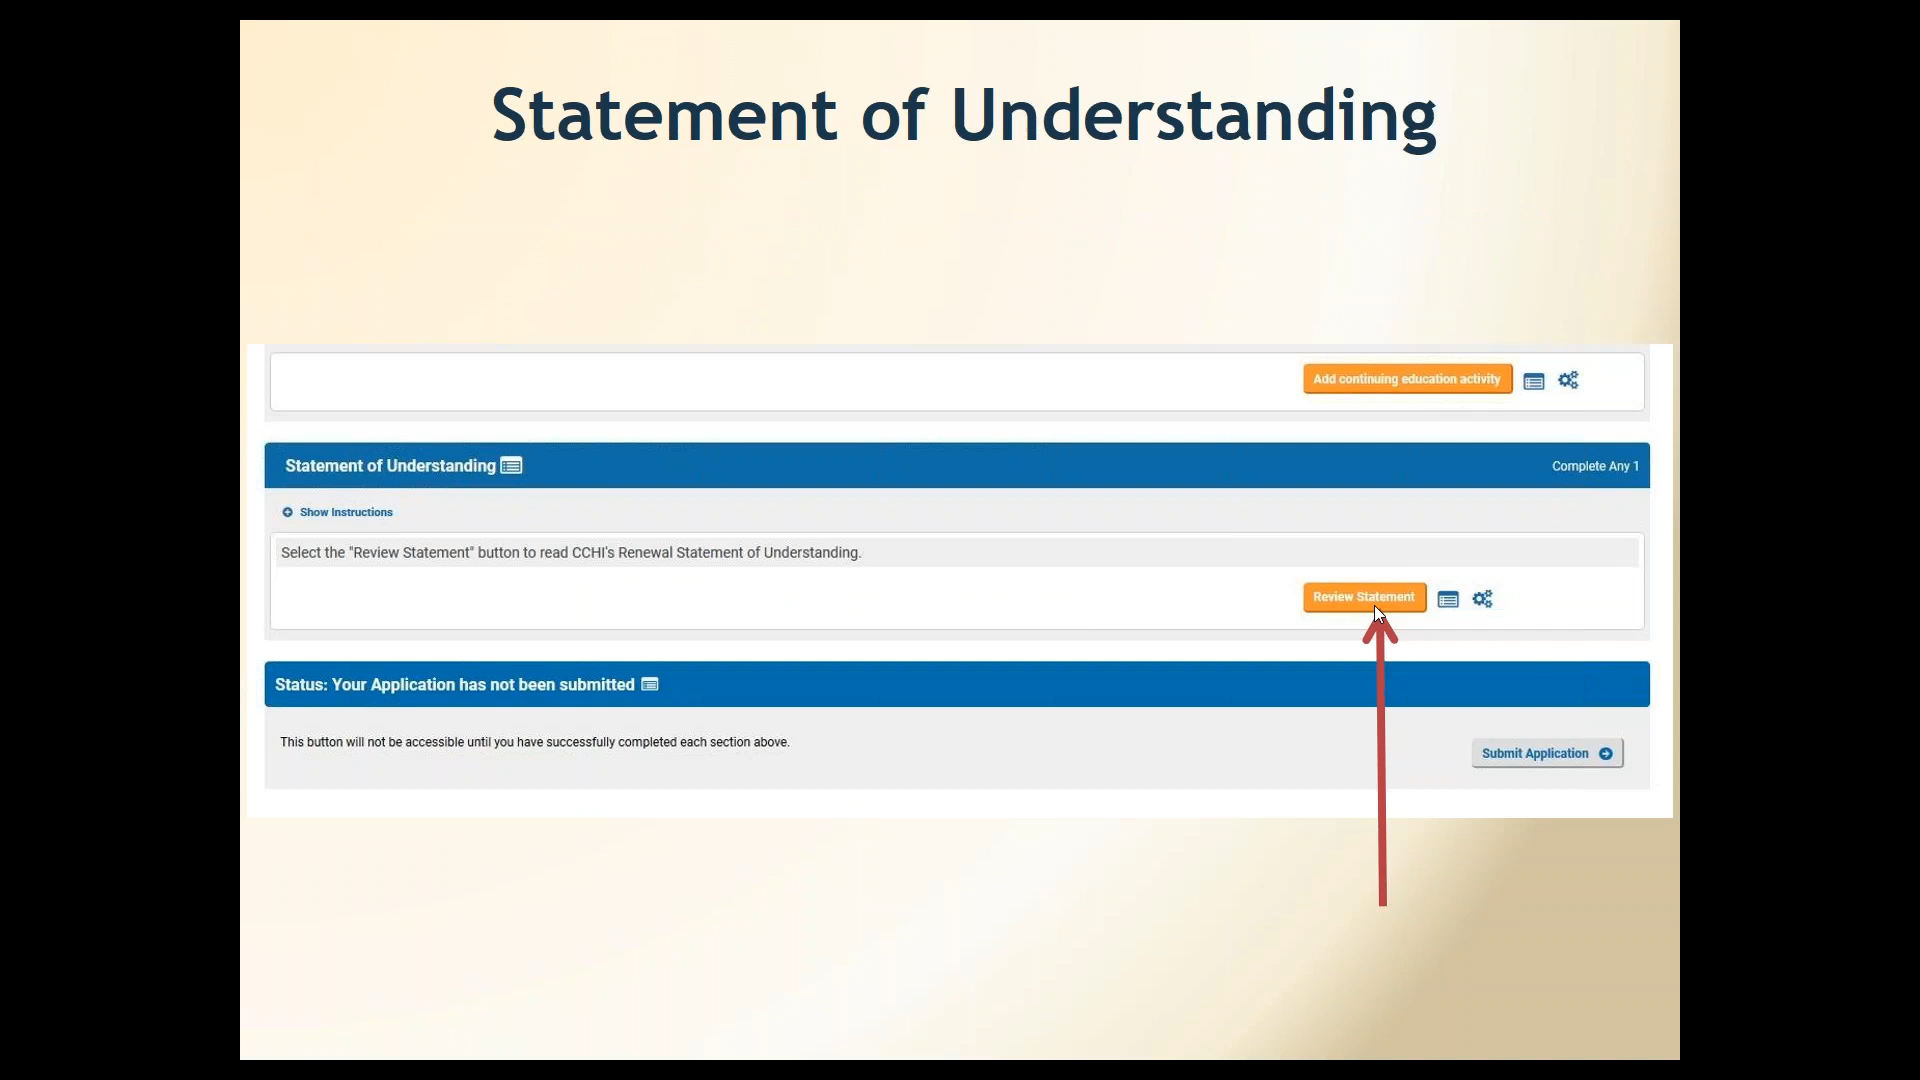 Statement of Understanding
Add continuing education activity
Statement of Understanding
Complete Any 1
Show Instructions
Select the "Review Statement" button to read CCHI's Renewal Statement of Understanding.
Review Statement
Status: Your Application has not been submitted
This button will not be accessible until you have successfully completed each section above.
Submit Application